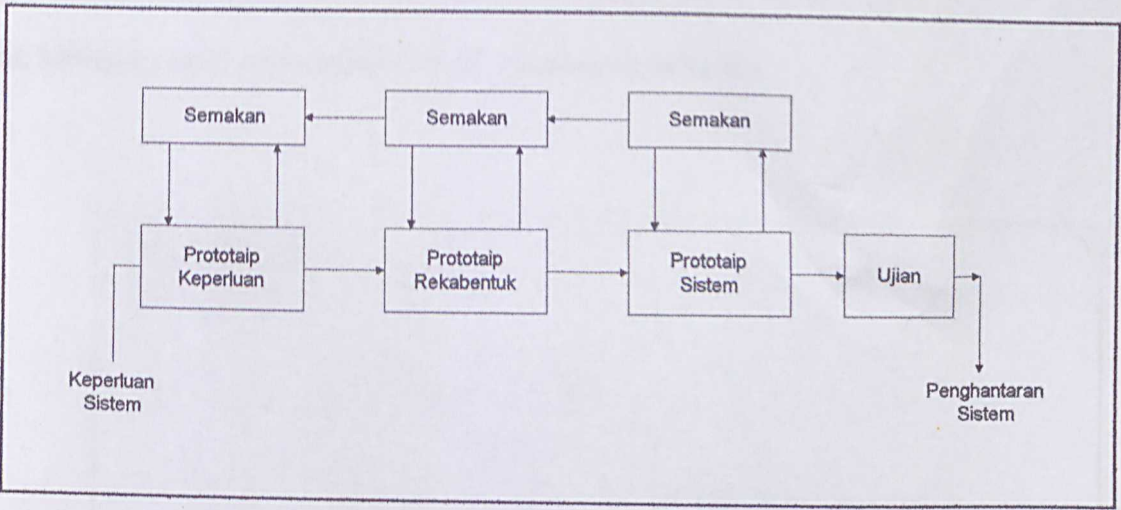 Semakan
Semakan
Semakan
Prototaip
Keperluan
Prototaip
Rekabentuk
Prototaip
Sistem
Ujian
Keperluan
Sistem
Penghantaran
Sistem